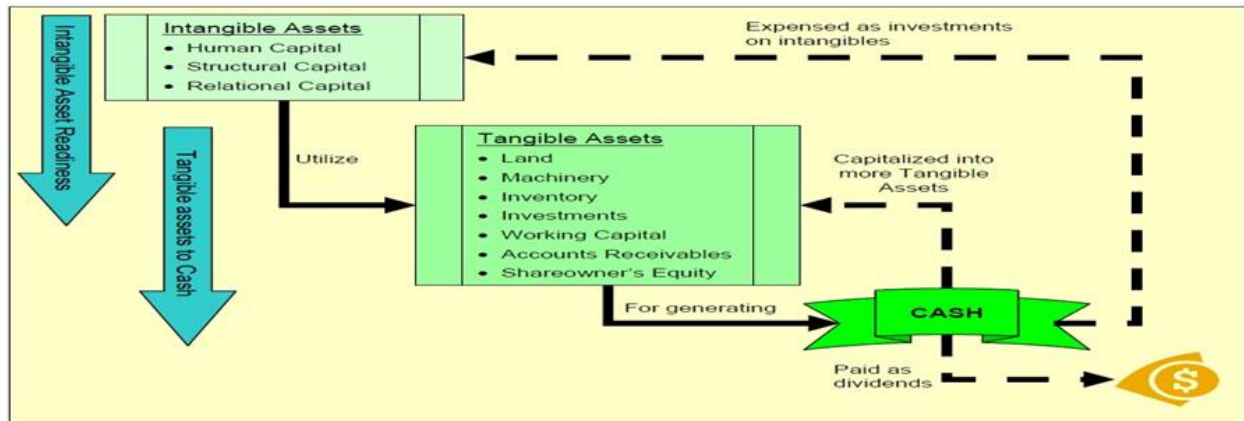 Intangible Assets
• Human Capital
• Structural Capital
• Relational Capital
Expensed as investments
on intangibles
Intangible Asset Readiness
Tangible assets to Cash
Utilize
Tangible Assets
• Land
• Machinery
• Inventory
• Investments
• Working Capital
• Accounts Receivables
• Shareowner's Equity
Capitalized into
more Tangible
Assets
For generating
CASH
Paid as
dividends
$